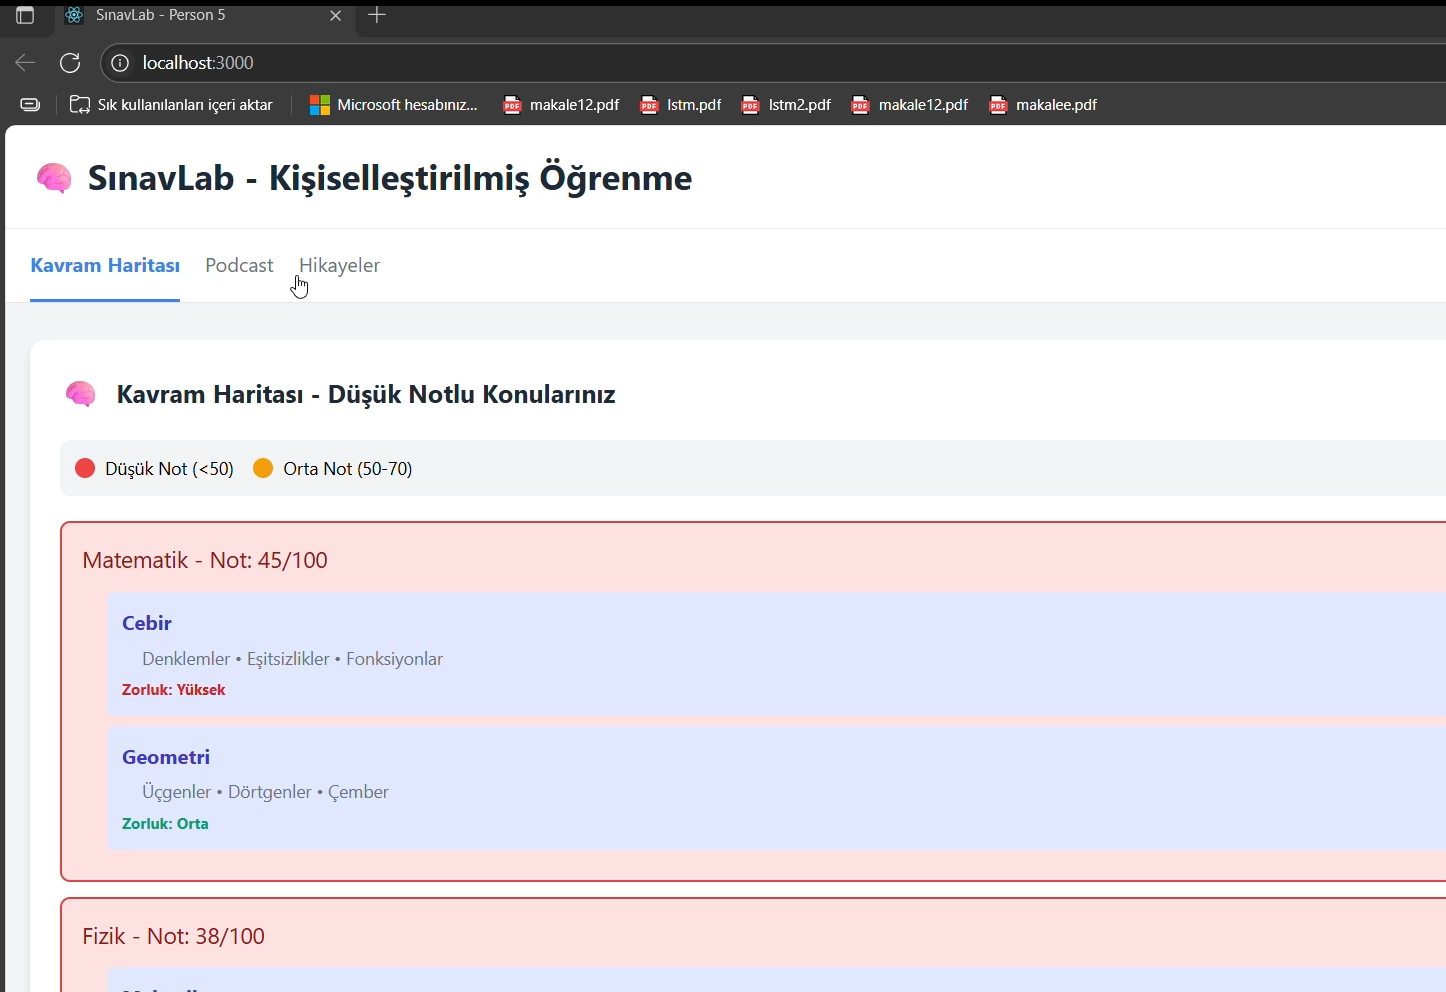 SınavLab - Person 5
localhost:3000
Sık kullanılanları içeri aktar Microsoft hesabınız... makale12.pdf lstm.pdf lstm2.pdf makale12.pdf makalee.pdf
SınavLab - Kişiselleştirilmiş Öğrenme
Kavram Haritası Podcast Hikayeler
Kavram Haritası - Düşük Notlu Konularınız
Düşük Not (<50) Orta Not (50-70)
Matematik - Not: 45/100
Cebir
Denklemler • Eşitsizlikler • Fonksiyonlar
Zorluk: Yüksek
Geometri
Üçgenler • Dörtgenler • Çember
Zorluk: Orta
Fizik - Not: 38/100